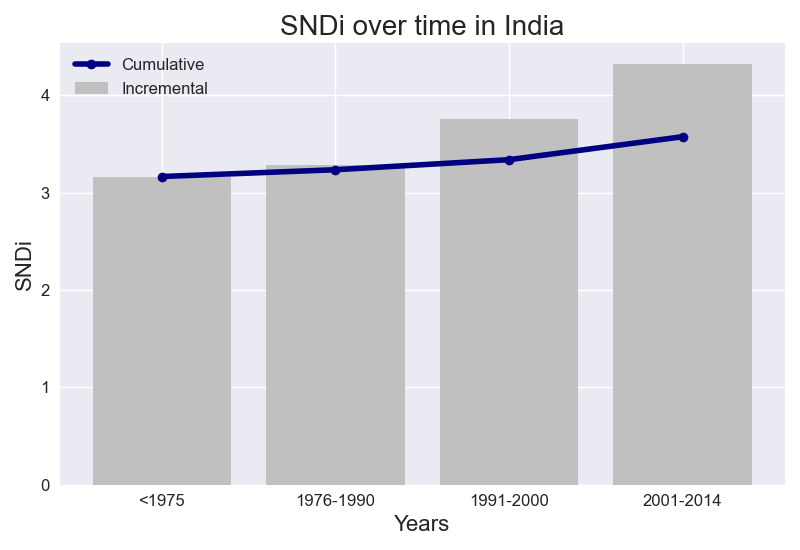 SNDi over time in India
Cumulative
Incremental
SNDi
4
3
2
1
0
<1975 1976-1990 1991-2000 2001-2014
Years